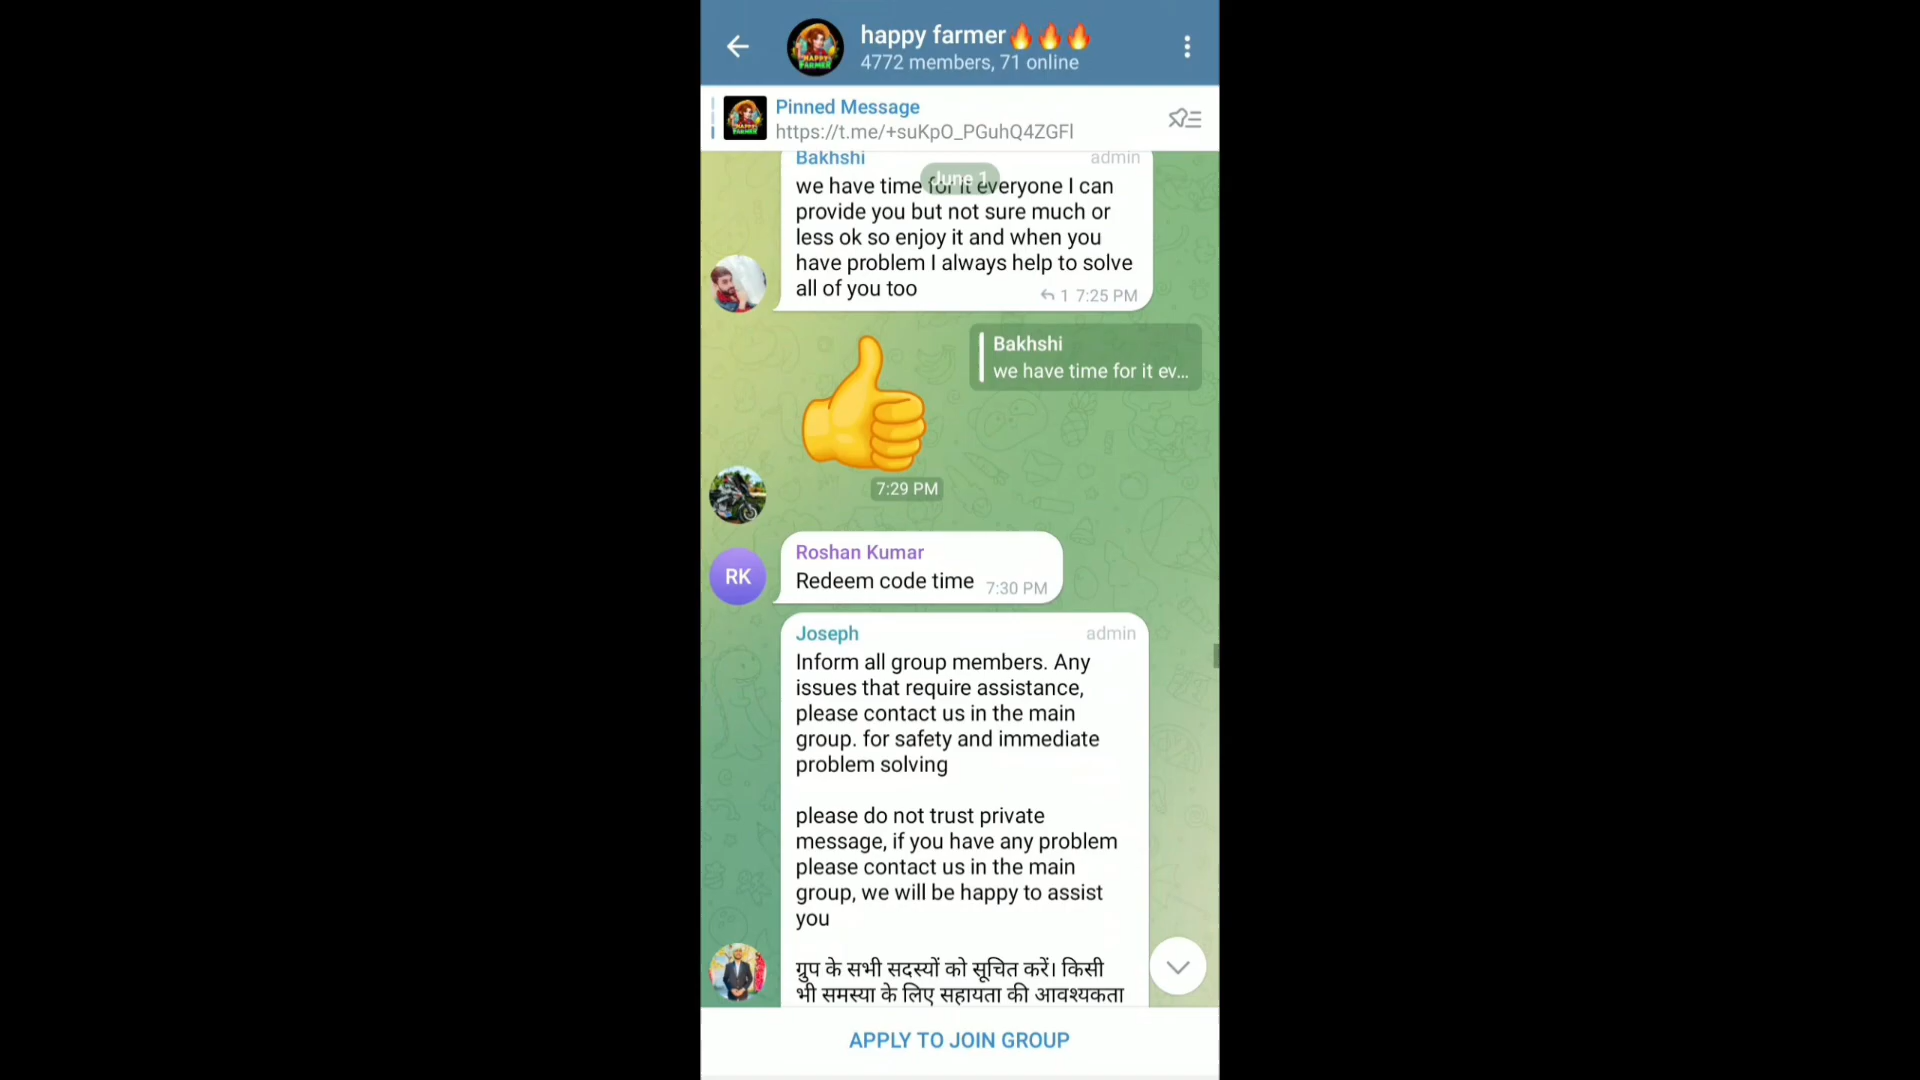 happy farmer🔥🔥🔥
4772 members, 71 online
Pinned Message
https://t.me/+suKpO_PGuhQ4ZGFl
Bakhshi admin
June 1
we have time for it everyone I can
provide you but not sure much or
less ok so enjoy it and when you
have problem I always help to solve
all of you too
1 7:25 PM
Bakhshi
we have time for it ev...
7:29 PM
RK
Roshan Kumar
Redeem code time 7:30 PM
Joseph admin
Inform all group members. Any
issues that require assistance,
please contact us in the main
group. for safety and immediate
problem solving
please do not trust private
message, if you have any problem
please contact us in the main
group, we will be happy to assist
you
ग्रुप के सभी सदस्यों को सूचित करें। किसी
भी समस्या के लिए सहायता की आवश्यकता
APPLY TO JOIN GROUP